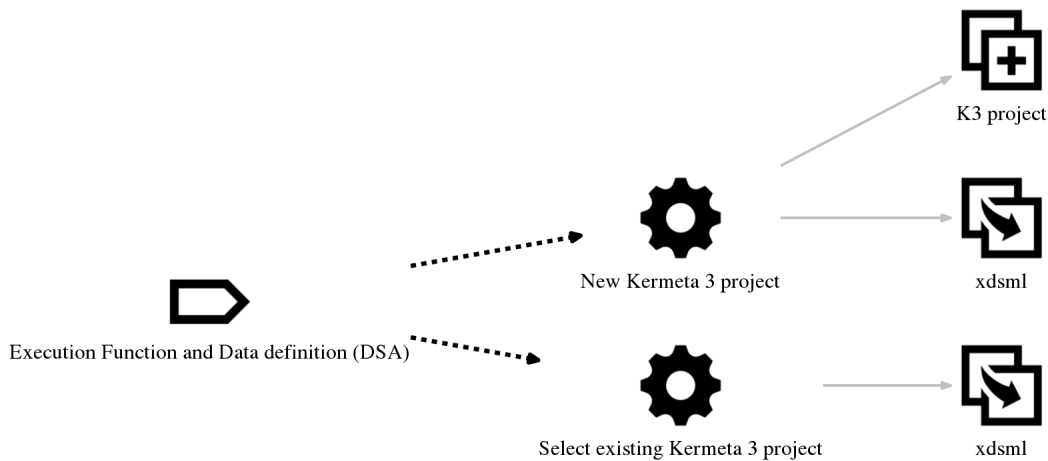 K3 project
New Kermeta 3 project
xdsml
Execution Function and Data definition (DSA)
Select existing Kermeta 3 project
xdsml